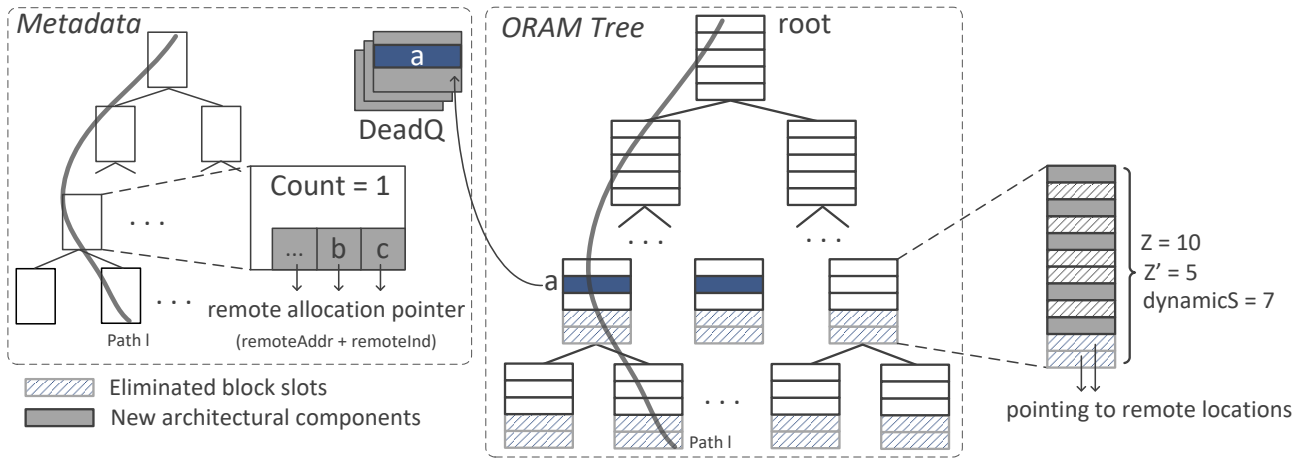 Metadata
a
DeadQ
Count = 1
...
b
c
. . .
. . .
remote allocation pointer
(remoteAddr + remoteInd)
Path l
Eliminated block slots
New architectural components
ORAM Tree
root
. . .
. . .
a
. . .
Path l
Z = 10
Z' = 5
dynamicS = 7
pointing to remote locations